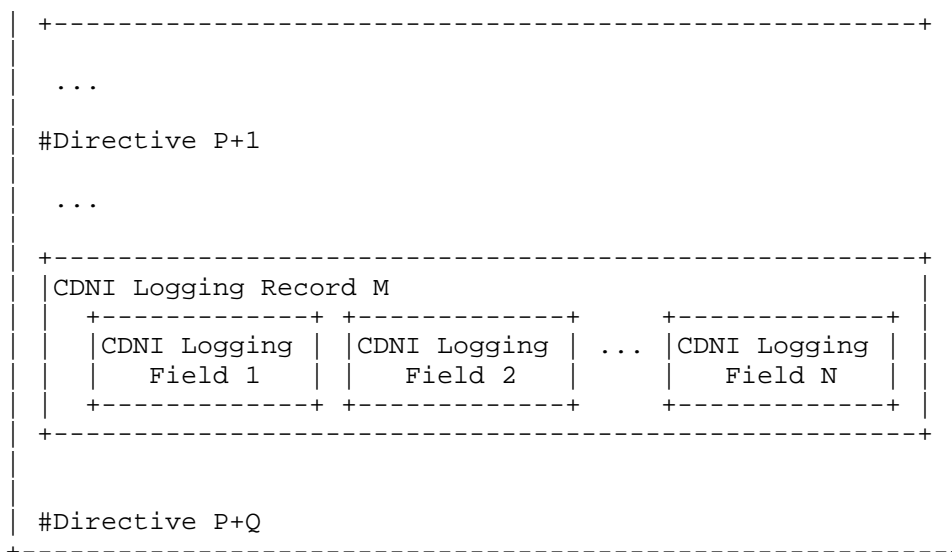 ...
#Directive P+1
...
CDNI Logging Record M
CDNI Logging CDNI Logging ... CDNI Logging
Field 1 Field 2 Field N
#Directive P+Q